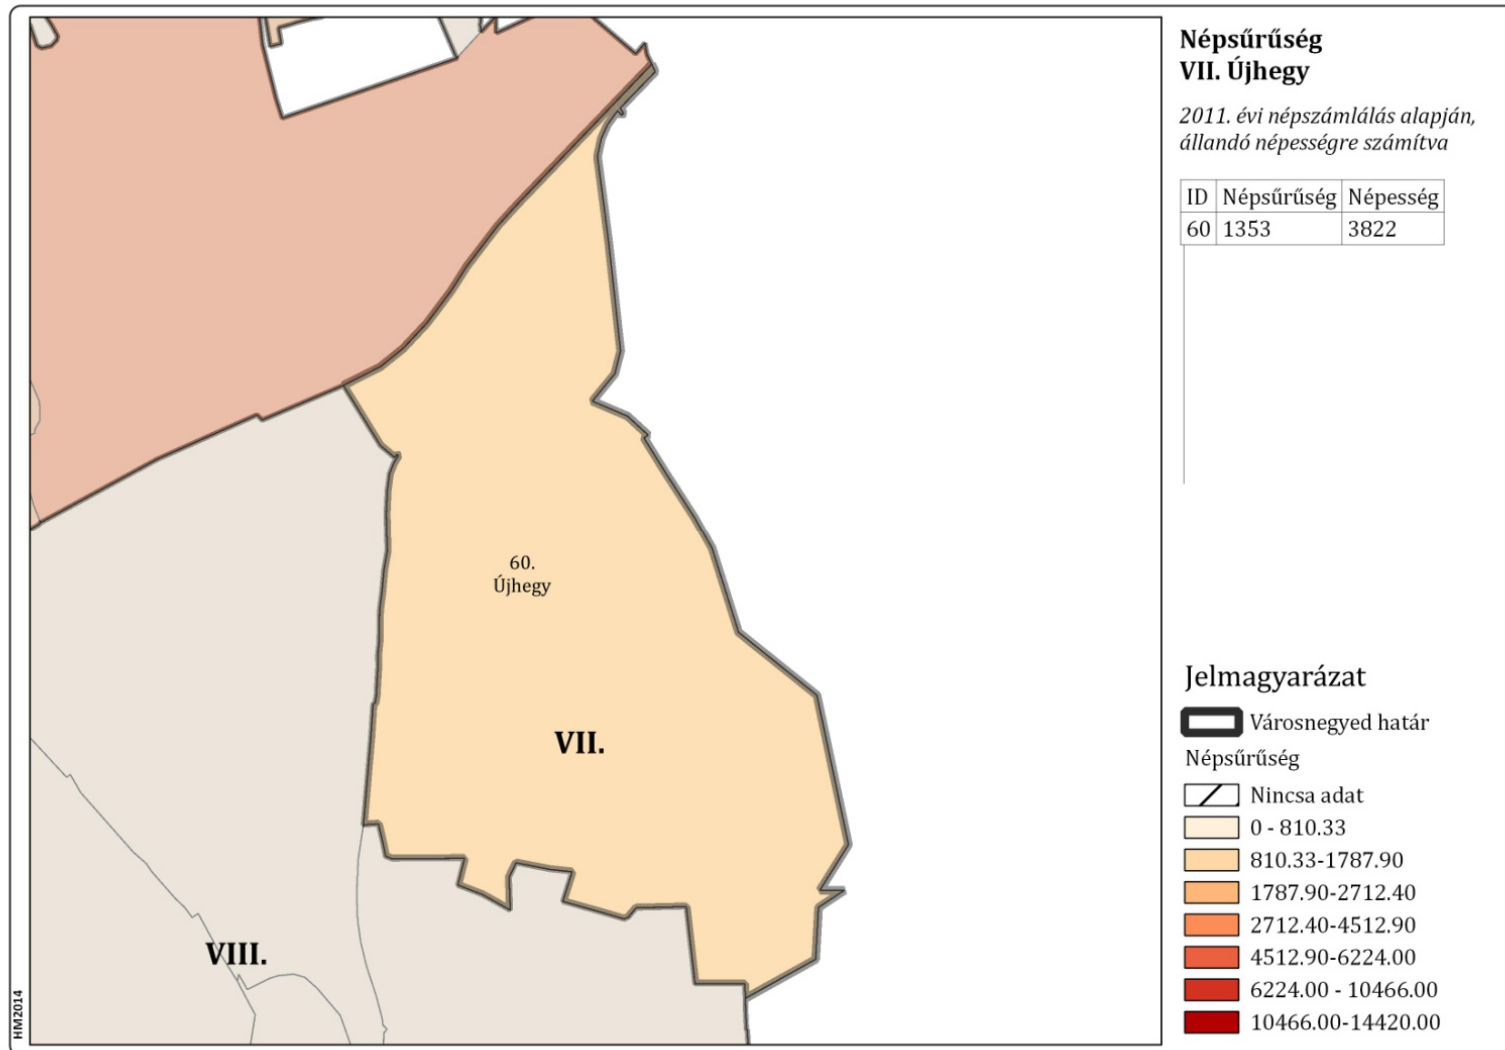 Népsűrűség
VII. Újhegy
2011. évi népszámlálás alapján,
állandó népességre számítva
ID Népsűrűség Népesség
60 1353 3822
60.
Újhegy
VII.
VIII.
HM2014
Jelmagyarázat
Városnegyed határ
Népsűrűség
Nincsa adat
0 - 810.33
810.33-1787.90
1787.90-2712.40
2712.40-4512.90
4512.90-6224.00
6224.00 - 10466.00
10466.00-14420.00